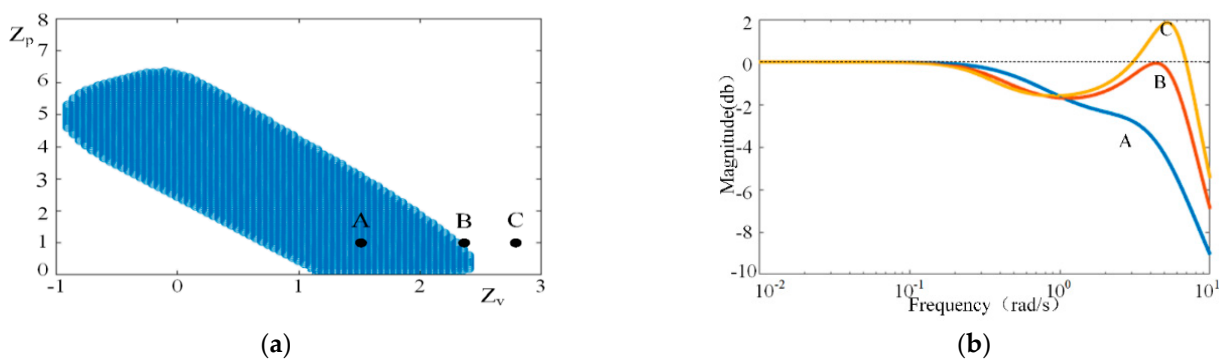 8
Zp
7
6
5
4
3
2
1
0
A
B
C
-1
0
1
2
3
Zv
(a)
2
0
-2
-4
-6
-8
-10
Magnitude(db)
C
B
A
10-2
10-1
100
101
Frequency（rad/s）
(b)